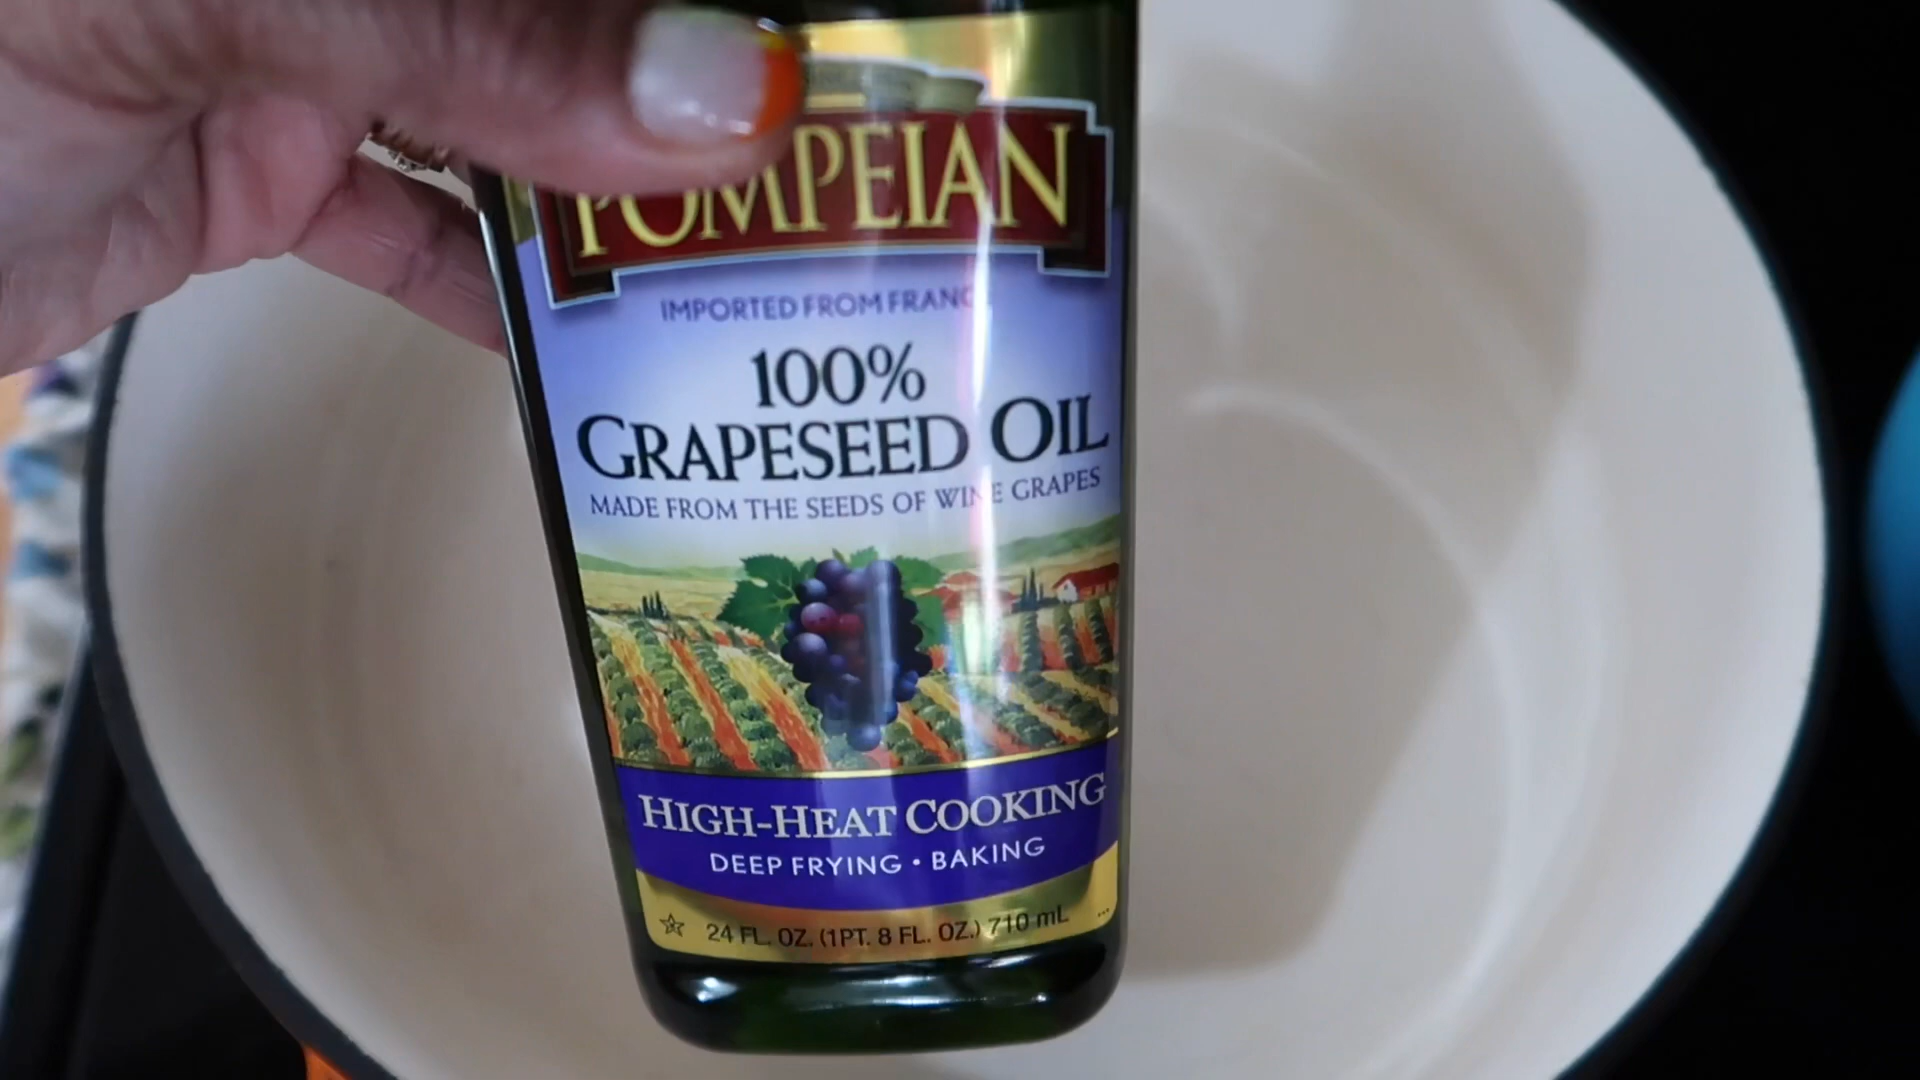 POMPEIAN
IMPORTED FROM FRANC
100%
GRAPESEED OIL
MADE FROM THE SEEDS OF WINE GRAPES
HIGH-HEAT COOKING
DEEP FRYING • BAKING
24 FL. OZ. (1PT. 8 FL. OZ.) 710 mL